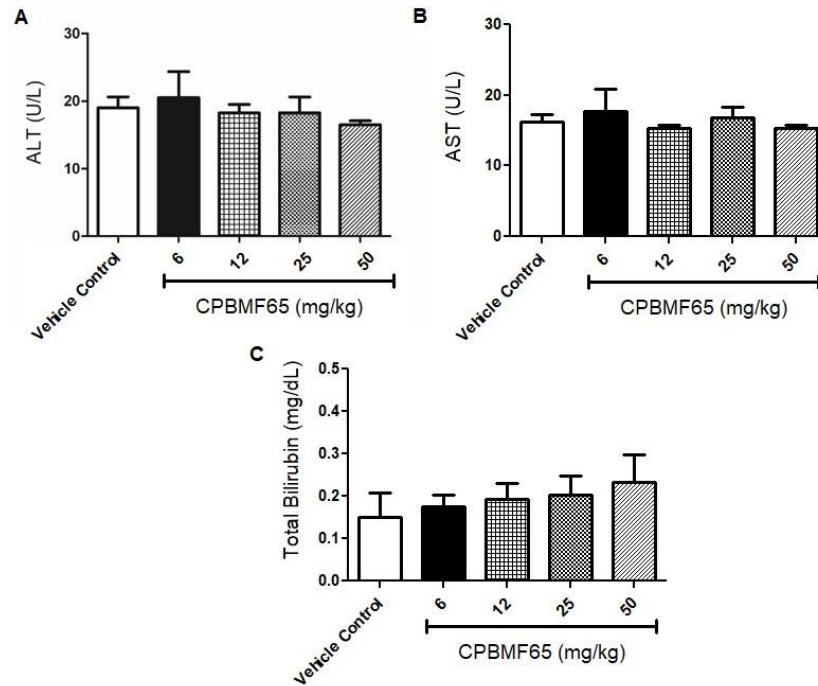 A
ALT (U/L)
30
20
10
0
Vehicle Control
6
12
25
50
CPBMF65 (mg/kg)
B
AST (U/L)
30
20
10
0
Vehicle Control
6
12
25
50
CPBMF65 (mg/kg)
C
Total Bilirubin (mg/dL)
0.5
0.4
0.3
0.2
0.1
0.0
Vehicle Control
6
12
25
50
CPBMF65 (mg/kg)